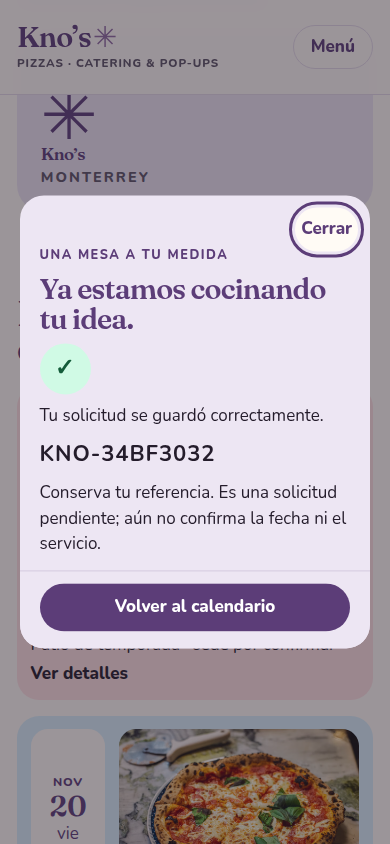 Kno's
PIZZAS · CATERING & POP-UPS
Menú
Kno's
MONTERREY
Cerrar
UNA MESA A TU MEDIDA
Ya estamos cocinando
tu idea.
✓
Tu solicitud se guardó correctamente.
KNO-34BF3032
Conserva tu referencia. Es una solicitud
pendiente; aún no confirma la fecha ni el
servicio.
Volver al calendario
Ver detalles
NOV
20
vie